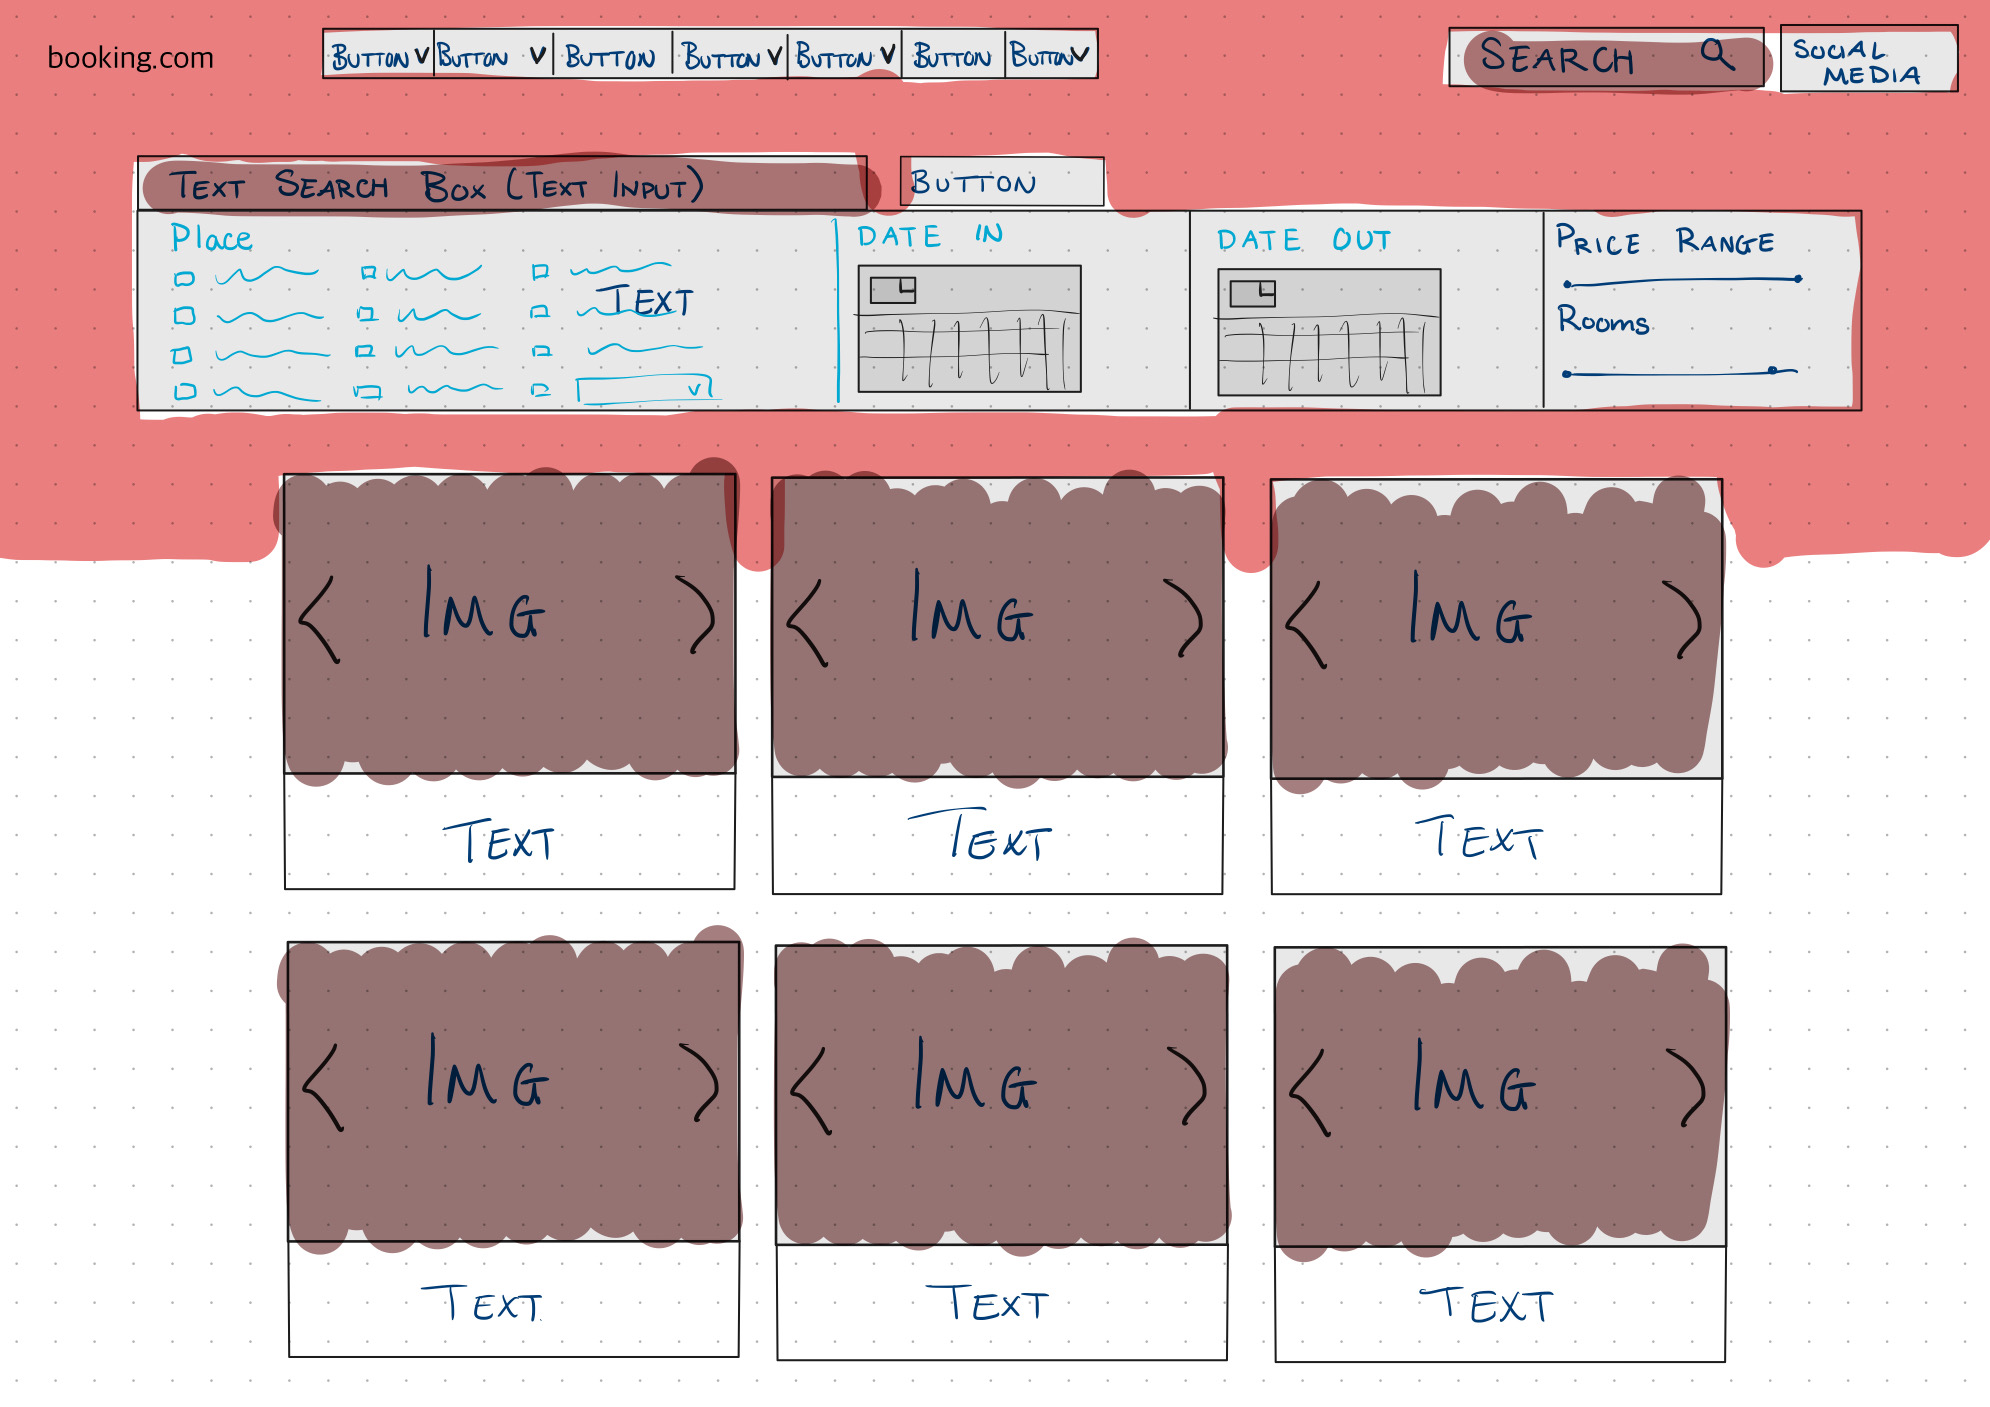 booking.com
BUTTON BUTTON BUTTON BUTTON BUTTON BUTTON BUTTON
SEARCH
SOCIAL
MEDIA
TEXT SEARCH BOX (TEXT INPUT)
BUTTON
Place
TEXT
DATE IN
DATE OUT
PRICE RANGE
Rooms
IMG
IMG
IMG
TEXT
TEXT
TEXT
IMG
IMG
IMG
TEXT
TEXT
TEXT